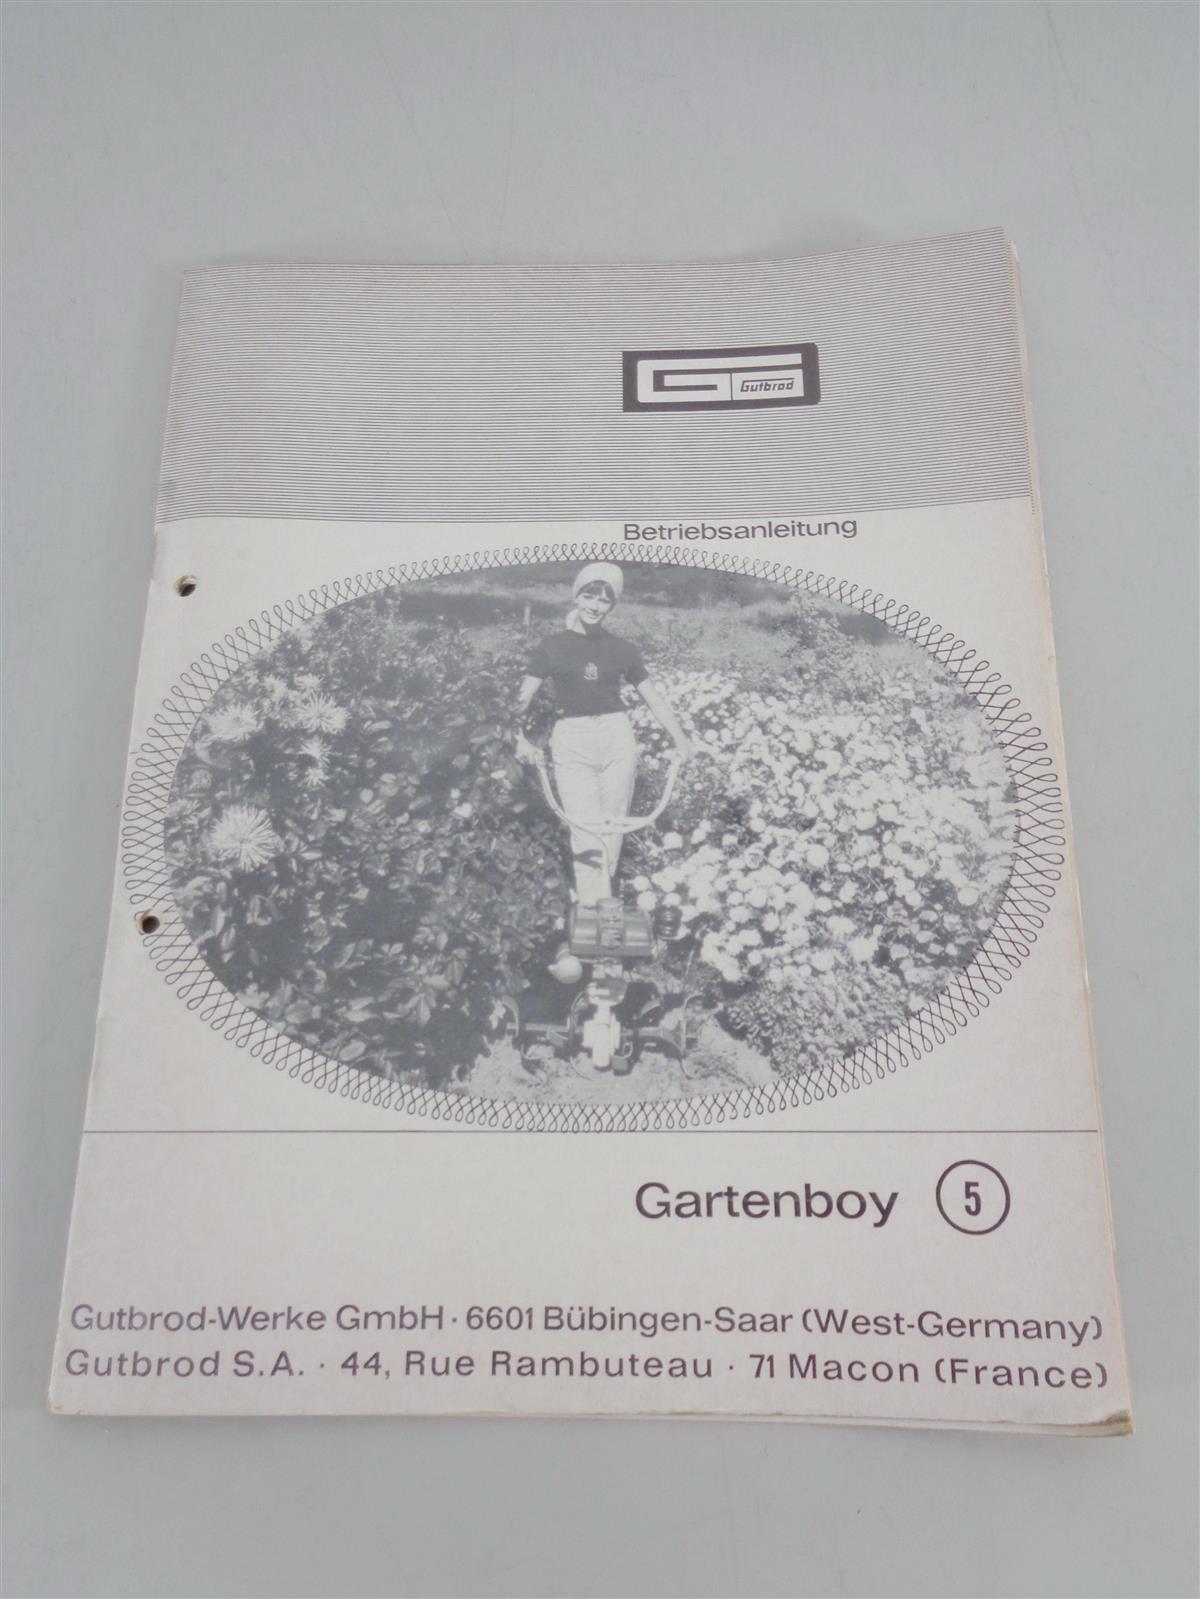 Gutbrod
Betriebsanleitung
Gartenboy 5
Gutbrod-Werke GmbH · 6601 Bübingen-Saar (West-Germany)
Gutbrod S.A. · 44, Rue Rambuteau · 71 Macon (France)